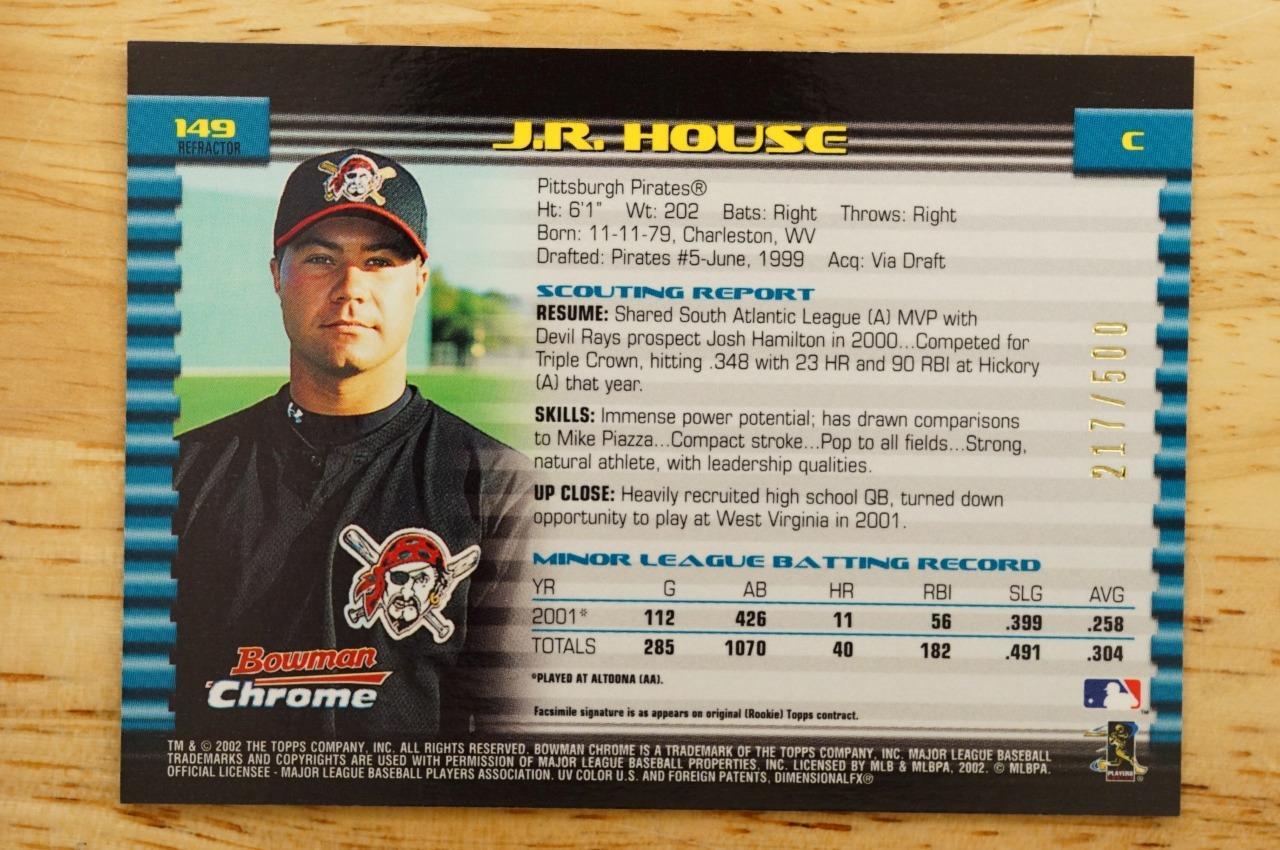 149
REFRACTOR
J.R. HOUSE
C
Pittsburgh Pirates®
Ht: 6'1" Wt: 202 Bats: Right Throws: Right
Born: 11-11-79, Charleston, WV
Drafted: Pirates #5-June, 1999 Acq: Via Draft
SCOUTING REPORT
RESUME: Shared South Atlantic League (A) MVP with
Devil Rays prospect Josh Hamilton in 2000...Competed for
Triple Crown, hitting .348 with 23 HR and 90 RBI at Hickory
(A) that year.
SKILLS: Immense power potential; has drawn comparisons
to Mike Piazza...Compact stroke...Pop to all fields...Strong,
natural athlete, with leadership qualities.
UP CLOSE: Heavily recruited high school QB, turned down
opportunity to play at West Virginia in 2001.
217/500
MINOR LEAGUE BATTING RECORD
YR G AB HR RBI SLG AVG
2001* 112 426 11 56 .399 .258
TOTALS 285 1070 40 182 .491 .304
*PLAYED AT ALTOONA (AA).
Facsimile signature is as appears on original (Rookie) Topps contract.
Bowman
Chrome
TM
PLAYERS
®
TM & © 2002 THE TOPPS COMPANY, INC. ALL RIGHTS RESERVED. BOWMAN CHROME IS A TRADEMARK OF THE TOPPS COMPANY, INC. MAJOR LEAGUE BASEBALL
TRADEMARKS AND COPYRIGHTS ARE USED WITH PERMISSION OF MAJOR LEAGUE BASEBALL PROPERTIES, INC. LICENSED BY MLB & MLBPA, 2002. © MLBPA.
OFFICIAL LICENSEE - MAJOR LEAGUE BASEBALL PLAYERS ASSOCIATION. UV COLOR U.S. AND FOREIGN PATENTS, DIMENSIONALFX®